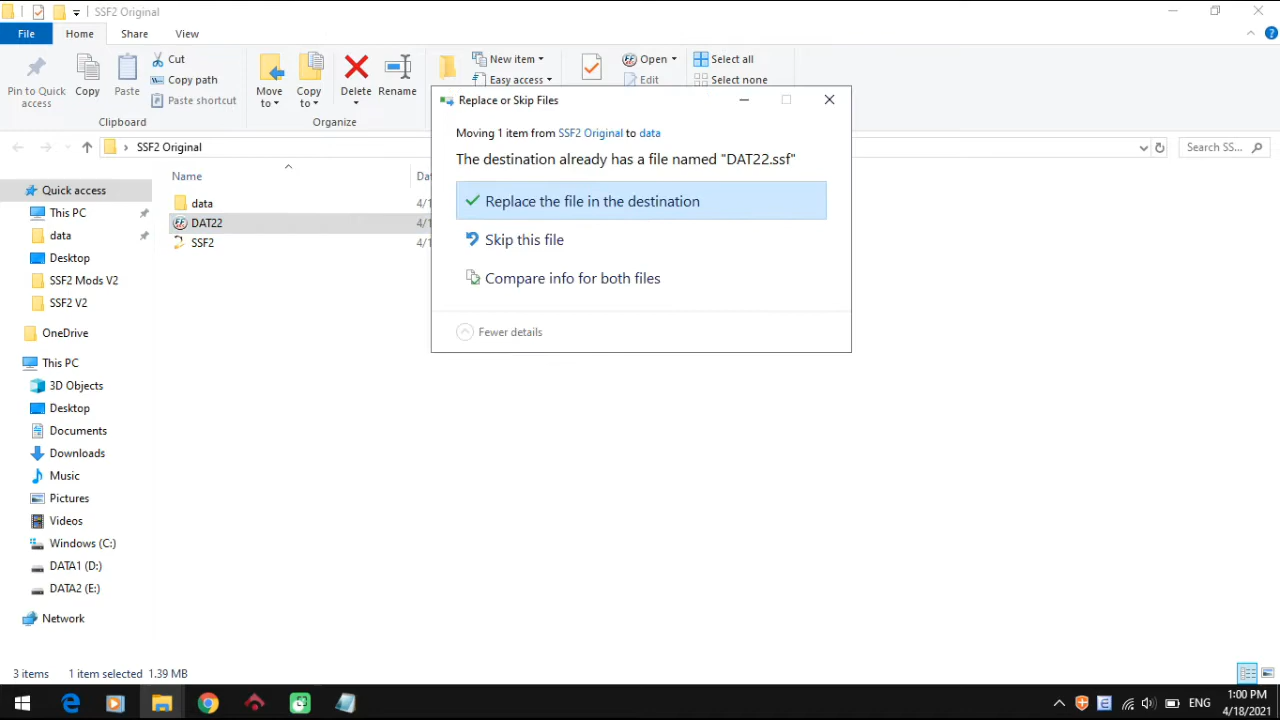 SSF2 Original
File Home Share View
Pin to Quick access
Copy
Paste
Cut
Copy path
Paste shortcut
Clipboard
Move to
Copy to
Delete
Rename
Organize
New item
Easy access
Open
Edit
Select all
Select none
SSF2 Original
Search SS...
Quick access
This PC
data
Desktop
SSF2 Mods V2
SSF2 V2
OneDrive
This PC
3D Objects
Desktop
Documents
Downloads
Music
Pictures
Videos
Windows (C:)
DATA1 (D:)
DATA2 (E:)
Network
Name
data
DAT22
SSF2
Replace or Skip Files
Moving 1 item from SSF2 Original to data
The destination already has a file named "DAT22.ssf"
Replace the file in the destination
Skip this file
Compare info for both files
Fewer details
3 items 1 item selected 1.39 MB
ENG
1:00 PM
4/18/2021